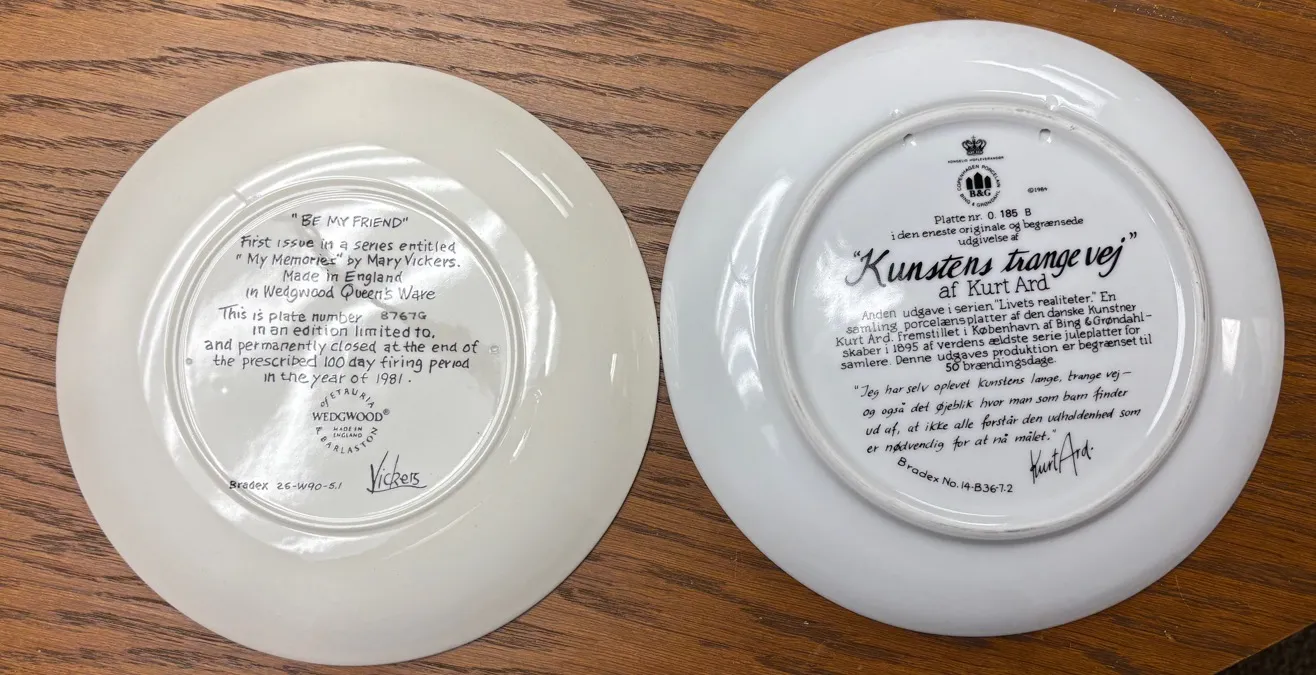 "BE MY FRIEND"
First issue in a series entitled
"My Memories" by Mary Vickers.
Made in England
in Wedgwood Queen's Ware
This is plate number 8767G
in an edition limited to,
and permanently closed at the end of
the prescribed 100 day firing period
in the year of 1981.
of ETRURIA
WEDGWOOD®
MADE IN
ENGLAND
& BARLASTON
Vickers
Bradex 26-W90-5.1
KONGELIG HOFLEVERANDØR
COPENHAGEN PORCELAIN
B&G
BING & GRØNDAHL
©1984
Platte nr. 0.185 B
i den eneste originale og begrænsede
udgivelse af
"Kunstens trange vej"
af Kurt Ard
Anden udgave i serien "Livets realiteter." En
samling porcelænsplatter af den danske Kunstner
Kurt Ard, fremstillet i København af Bing & Grøndahl-
skaber i 1895 af verdens ældste serie juleplatter for
samlere. Denne udgaves produktion er begrænset til
50 brændingsdage.
"Jeg har selv oplevet kunstens lange, trange vej-
og også det øjeblik hvor man som barn finder
ud af, at ikke alle forstår den udholdenhed som
er nødvendig for at nå målet."
Kurt Ard.
Bradex No. 14-B36-7.2